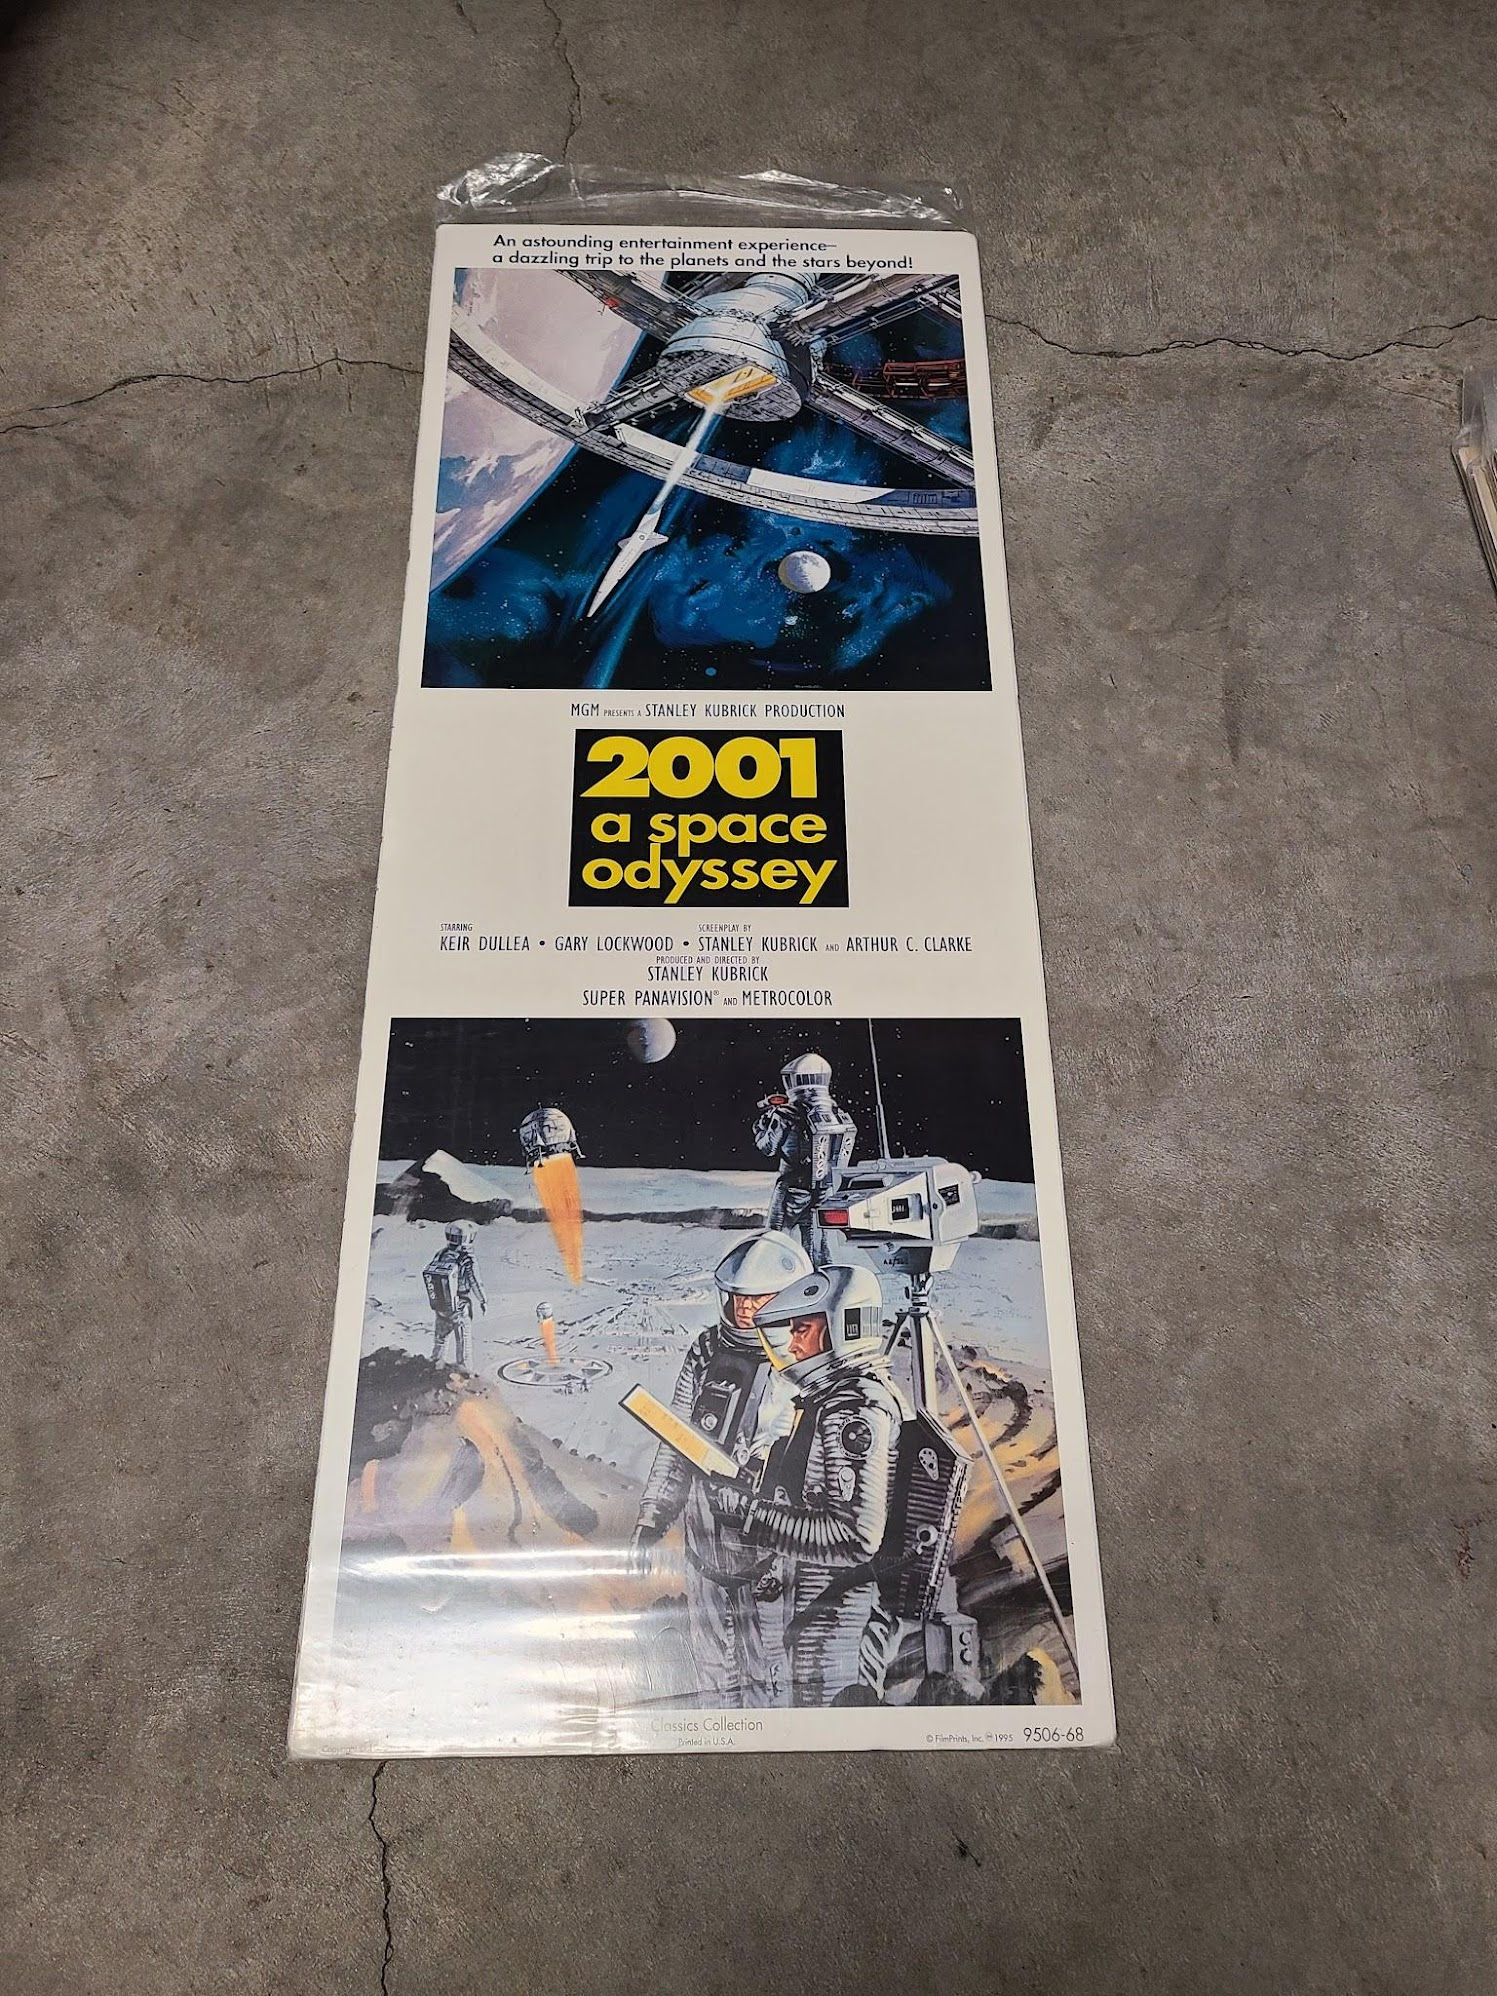 An astounding entertainment experience—
a dazzling trip to the planets and the stars beyond!
MGM PRESENTS A STANLEY KUBRICK PRODUCTION
2001
a space
odyssey
STARRING
KEIR DULLEA • GARY LOCKWOOD •
SCREENPLAY BY
STANLEY KUBRICK AND ARTHUR C. CLARKE
PRODUCED AND DIRECTED BY
STANLEY KUBRICK
SUPER PANAVISION® AND METROCOLOR
Classics Collection
Printed in U.S.A.
© FilmPrints, Inc. 1995 9506-68